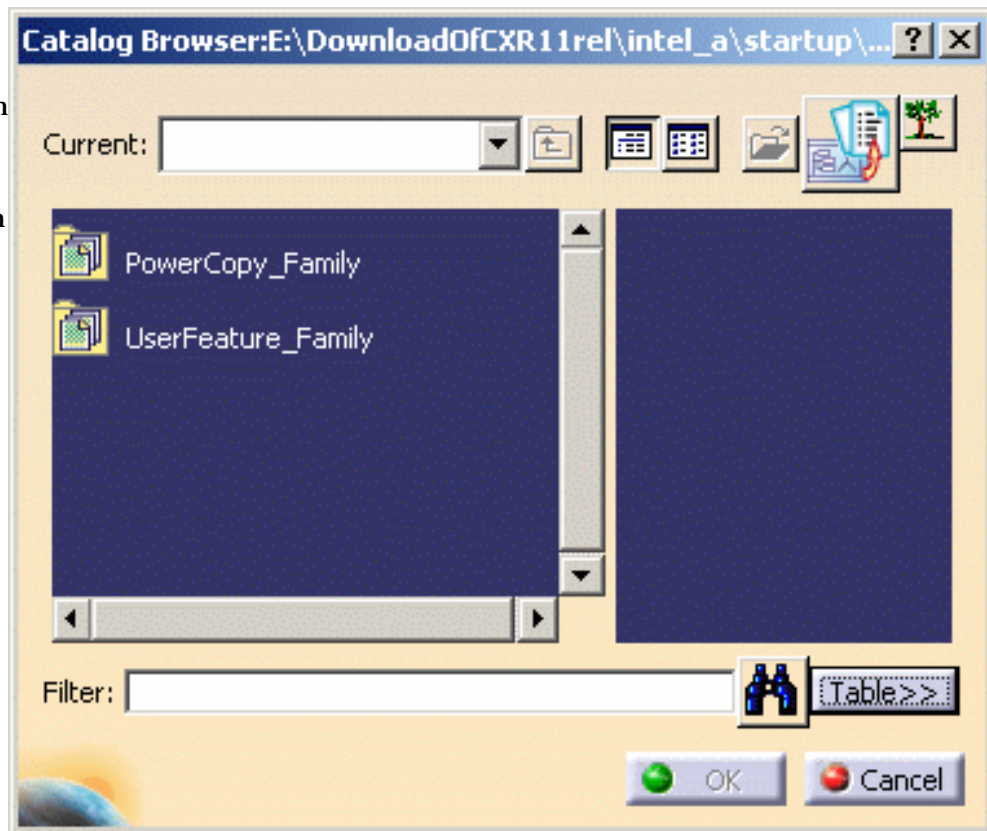 Catalog Browser:E:\DownloadOfCXR11rel\intel_a\startup\...
n
Current:
n
PowerCopy_Family
UserFeature_Family
Filter:
Table>>
OK
Cancel